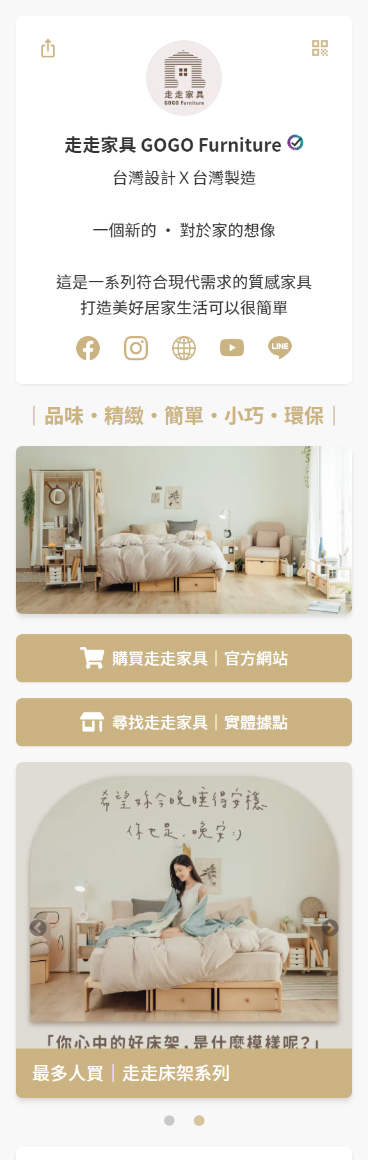 走走家具
GOGO Furniture
走走家具 GOGO Furniture
台灣設計 X 台灣製造
一個新的 · 對於家的想像
這是一系列符合現代需求的質感家具
打造美好居家生活可以很簡單
LINE
｜品味・精緻・簡單・小巧・環保｜
購買走走家具｜官方網站
尋找走走家具｜實體據點
希望妳今晚睡得安穩
你也是.晚安:)
「你心中的好床架,是什麼模樣呢?」
最多人買｜走走床架系列